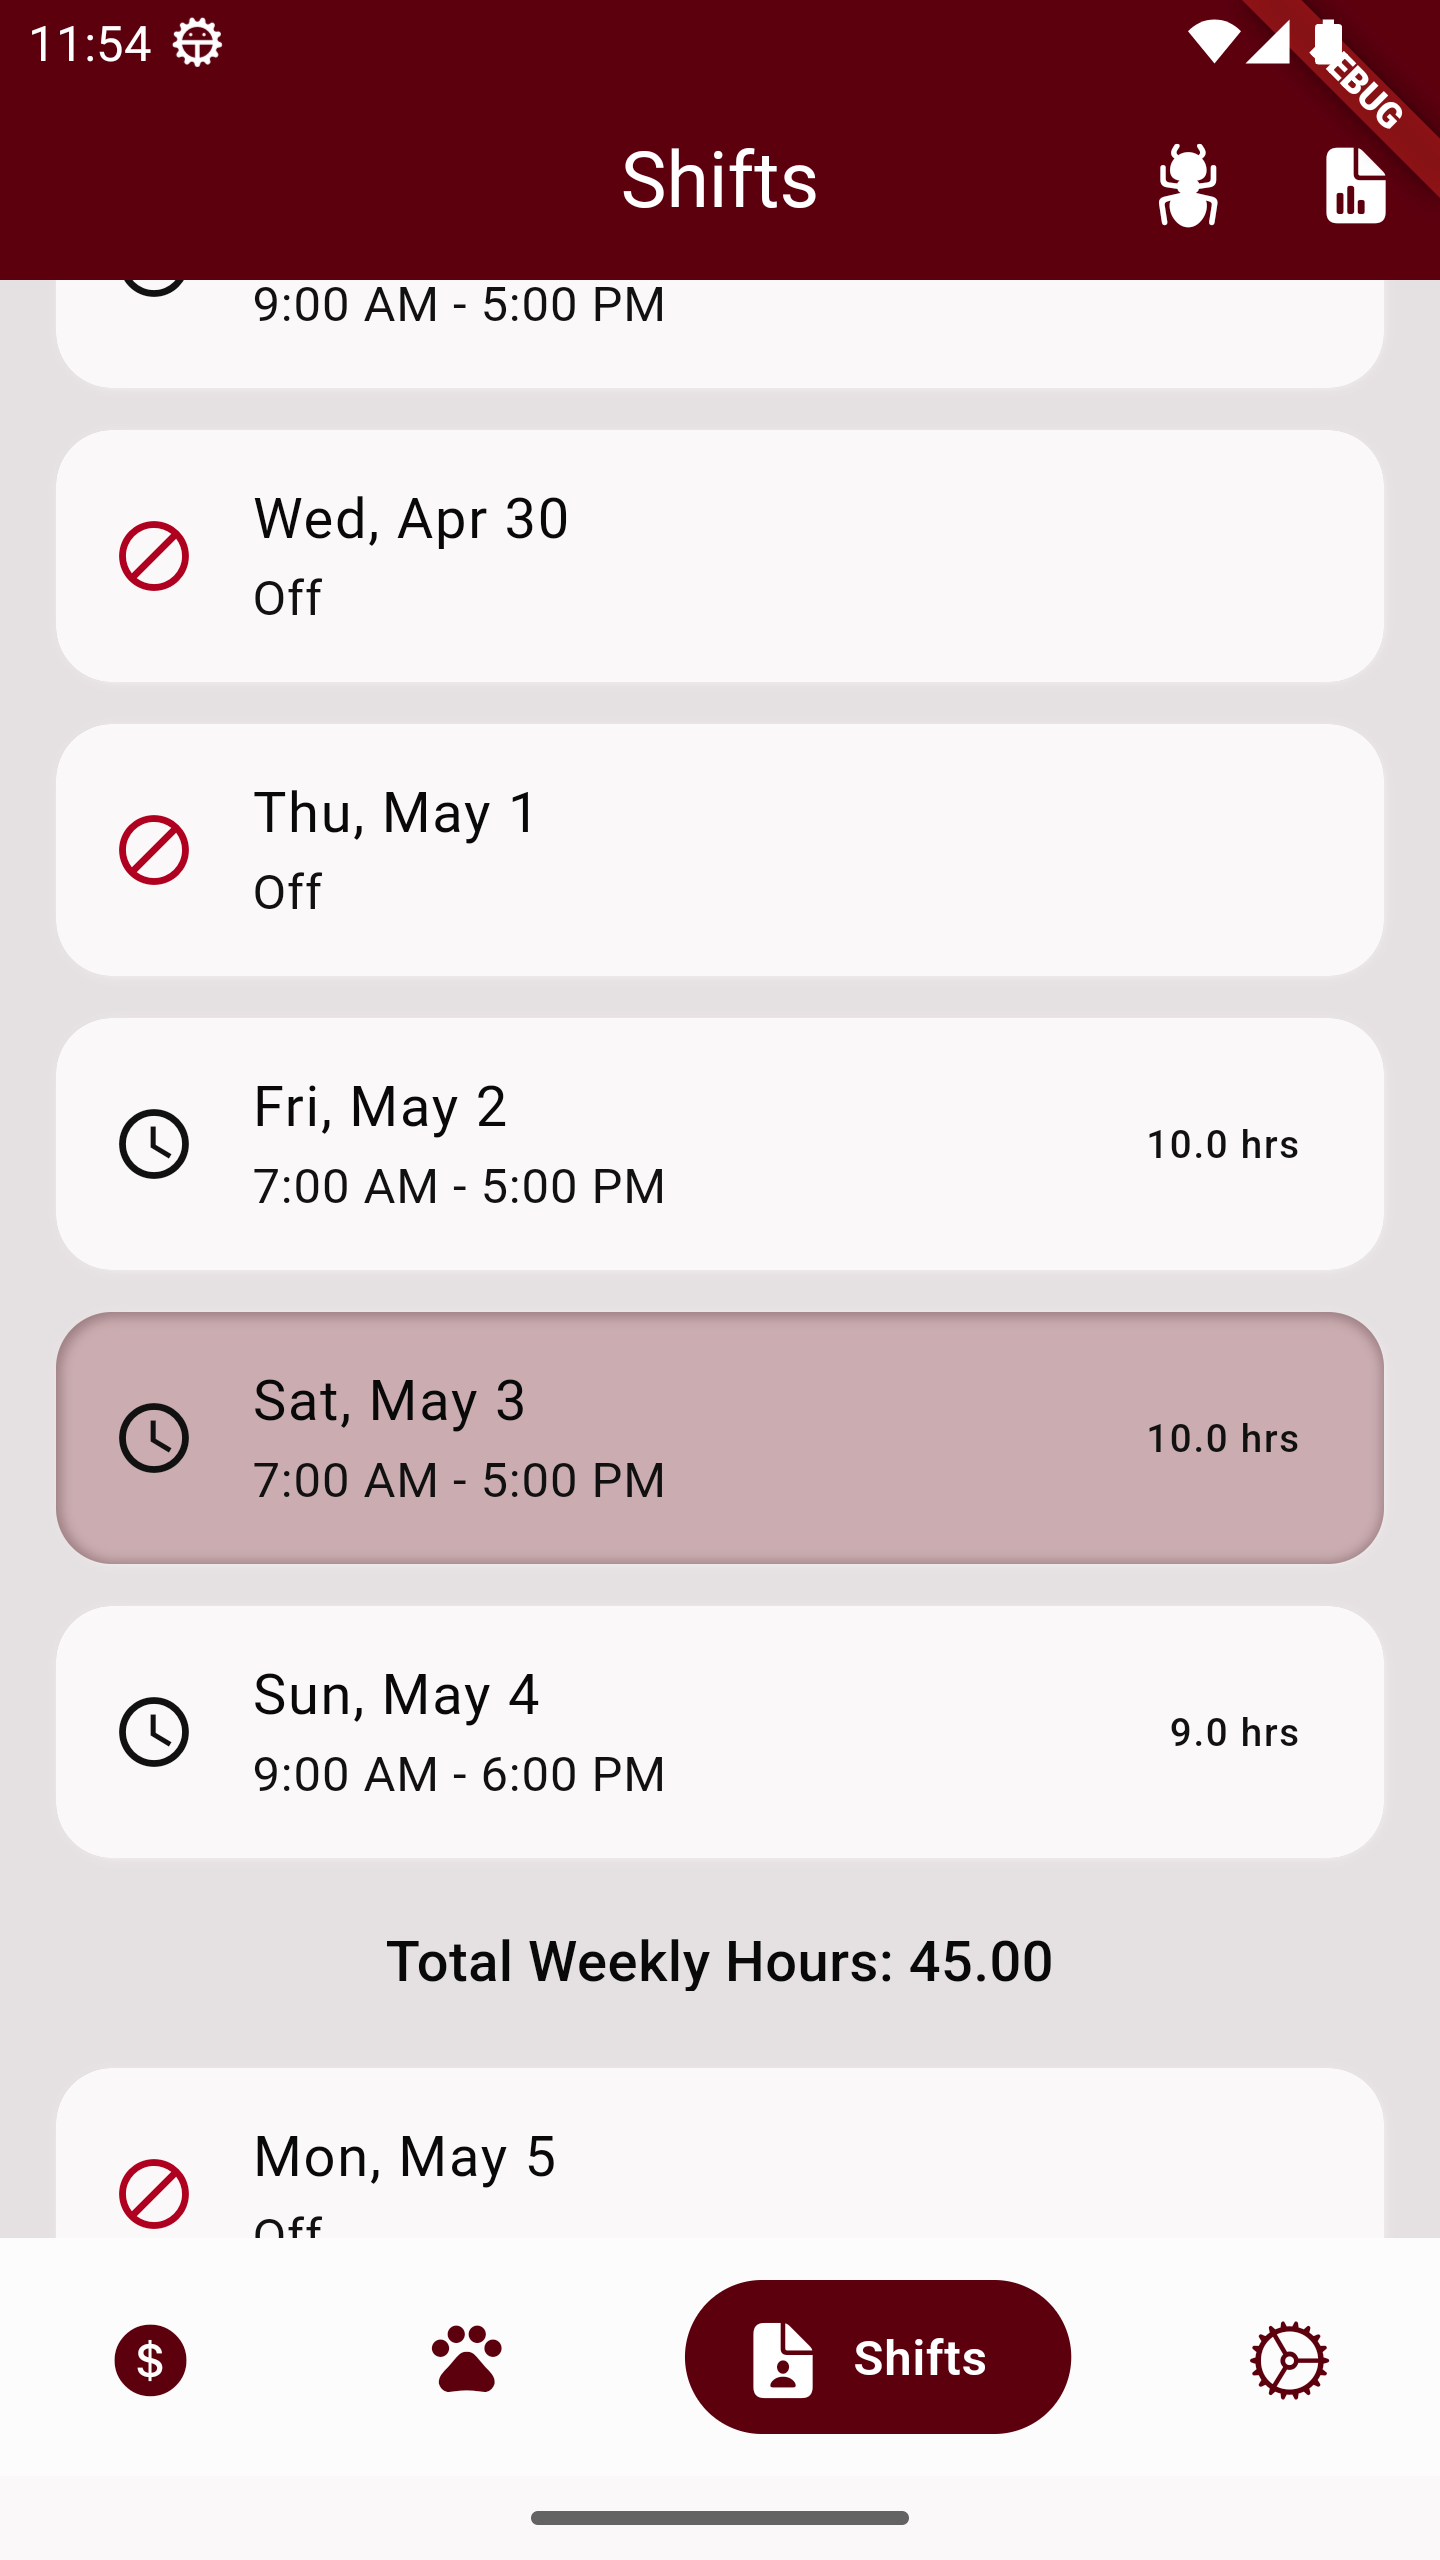 11:54
EBUG
Shifts
9:00 AM - 5:00 PM
Wed, Apr 30
Off
Thu, May 1
Off
Fri, May 2
7:00 AM - 5:00 PM
10.0 hrs
Sat, May 3
7:00 AM - 5:00 PM
10.0 hrs
Sun, May 4
9:00 AM - 6:00 PM
9.0 hrs
Total Weekly Hours: 45.00
Mon, May 5
Off
$
Shifts